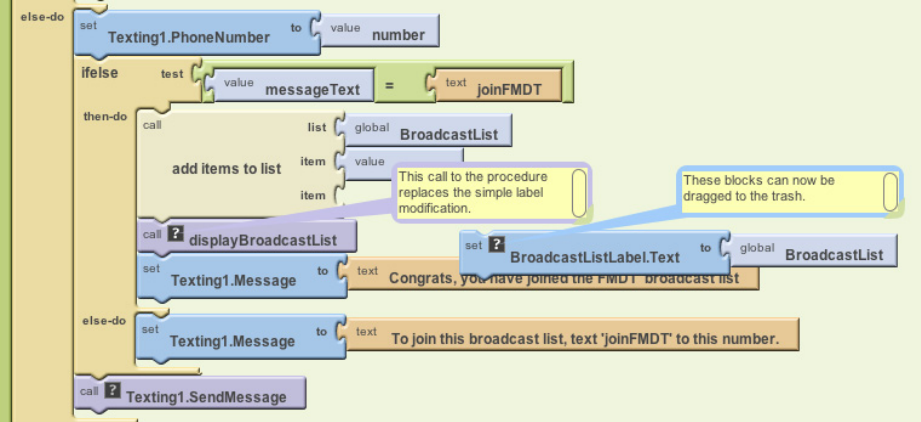 else-do
set Texting1.PhoneNumber to value number
ifelse test value messageText = text joinFMDT
then-do
call add items to list
list global BroadcastList
item value
item
This call to the procedure
replaces the simple label
modification.
These blocks can now be
dragged to the trash.
call ? displayBroadcastList
set ? BroadcastListLabel.Text to global BroadcastList
set Texting1.Message to text Congrats, you have joined the FMDT broadcast list
else-do
set Texting1.Message to text To join this broadcast list, text 'joinFMDT' to this number.
call ? Texting1.SendMessage